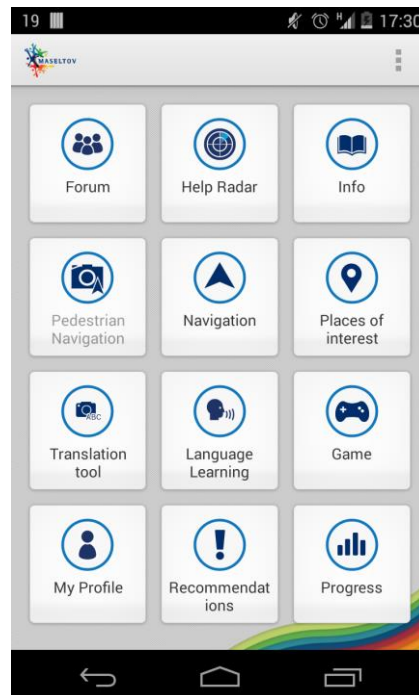 19
H
17:30
MASELTOV
Forum
Help Radar
Info
Pedestrian
Navigation
Navigation
Places of
interest
ABC
Translation
tool
Language
Learning
Game
My Profile
Recommendat
ions
Progress